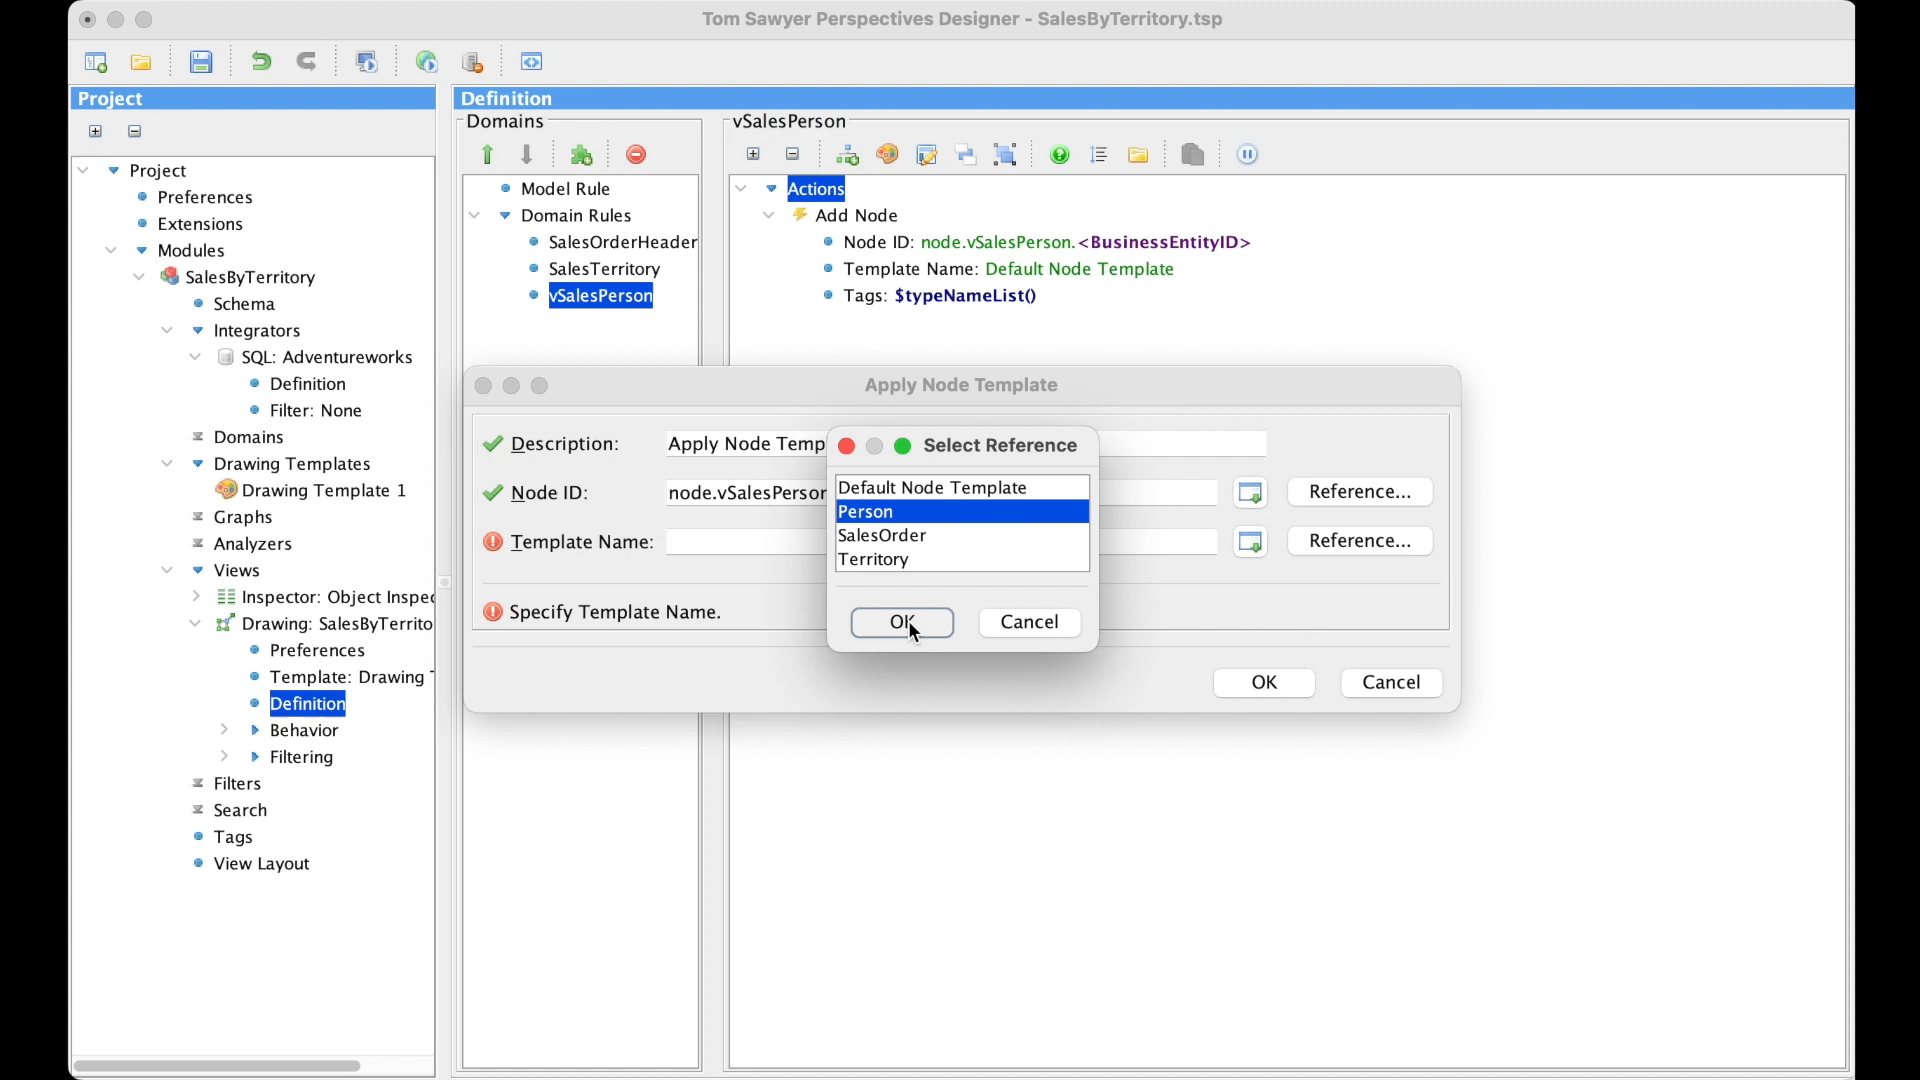 Tom Sawyer Perspectives Designer - SalesByTerritory.tsp
Project
Project
Preferences
Extensions
Modules
SalesByTerritory
Schema
Integrators
SQL: Adventureworks
Definition
Filter: None
Domains
Drawing Templates
Drawing Template 1
Graphs
Analyzers
Views
Inspector: Object Inspec
Drawing: SalesByTerrito
Preferences
Template: Drawing
Definition
Behavior
Filtering
Filters
Search
Tags
View Layout
Definition
Domains
Model Rule
Domain Rules
SalesOrderHeader
SalesTerritory
vSalesPerson
vSalesPerson
Actions
Add Node
Node ID: node.vSalesPerson.<BusinessEntityID>
Template Name: Default Node Template
Tags: $typeNameList()
Apply Node Template
Description: Apply Node Temp
Node ID: node.vSalesPerson Reference...
Template Name: Reference...
Specify Template Name.
OK Cancel
Select Reference
Default Node Template
Person
SalesOrder
Territory
OK Cancel